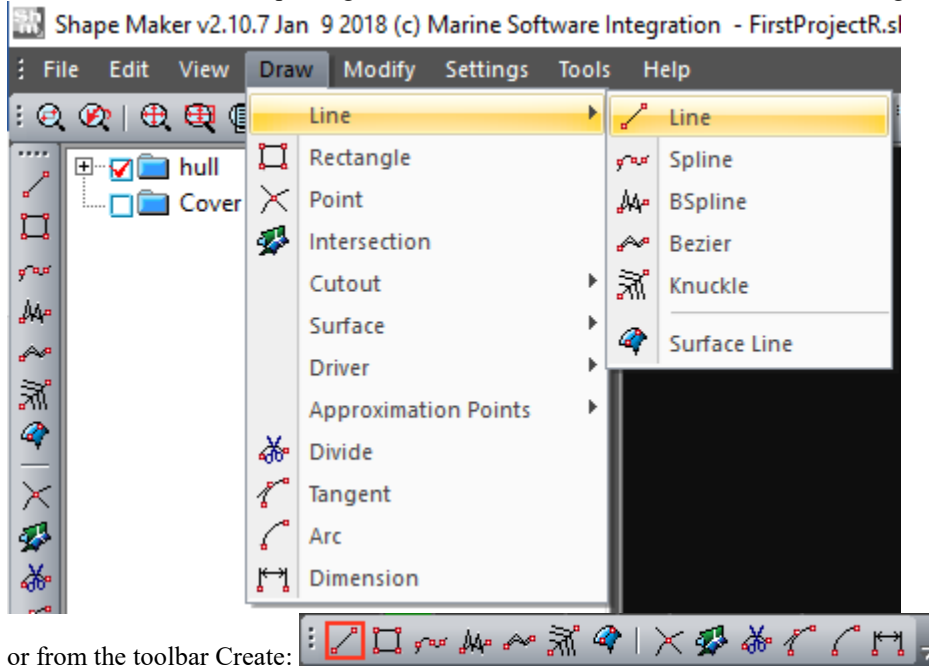 Shape Maker v2.10.7 Jan 9 2018 (c) Marine Software Integration - FirstProjectR.sl
File Edit View Draw Modify Settings Tools Help
hull
Cover
Line
Rectangle
Point
Intersection
Cutout
Surface
Driver
Approximation Points
Divide
Tangent
Arc
Dimension
Line
Spline
BSpline
Bezier
Knuckle
Surface Line
or from the toolbar Create: